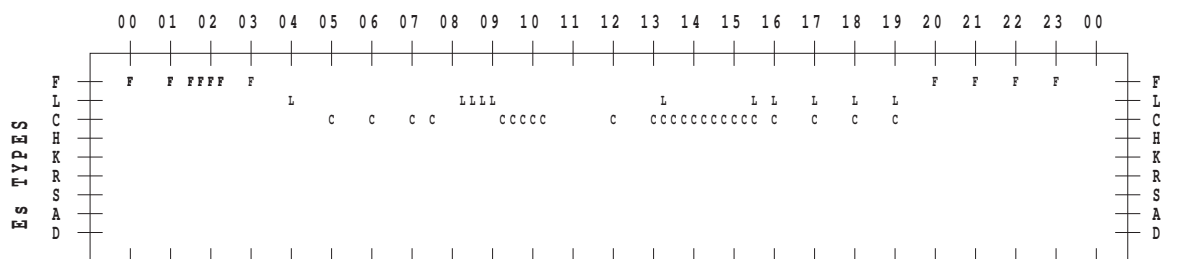 00 01 02 03 04 05 06 07 08 09 10 11 12 13 14 15 16 17 18 19 20 21 22 23 00
F F F FFFF F F F F F F
L L LLLL L L L L L L L
C C C C C CCCCC C CCCCCCCCCCC C C C C C
H H
K K
R R
S S
A A
D D
Es TYPES